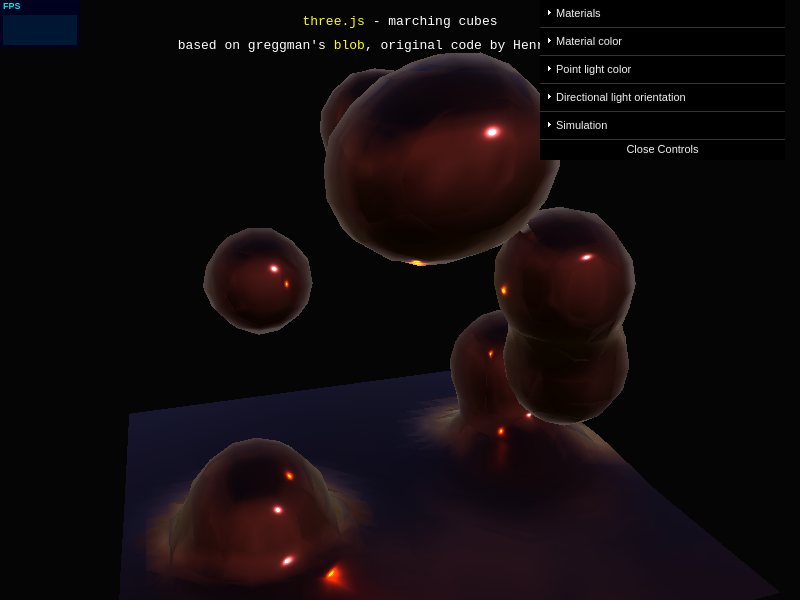 FPS
three.js - marching cubes
based on greggman's blob, original code by Henr
Materials
Material color
Point light color
Directional light orientation
Simulation
Close Controls